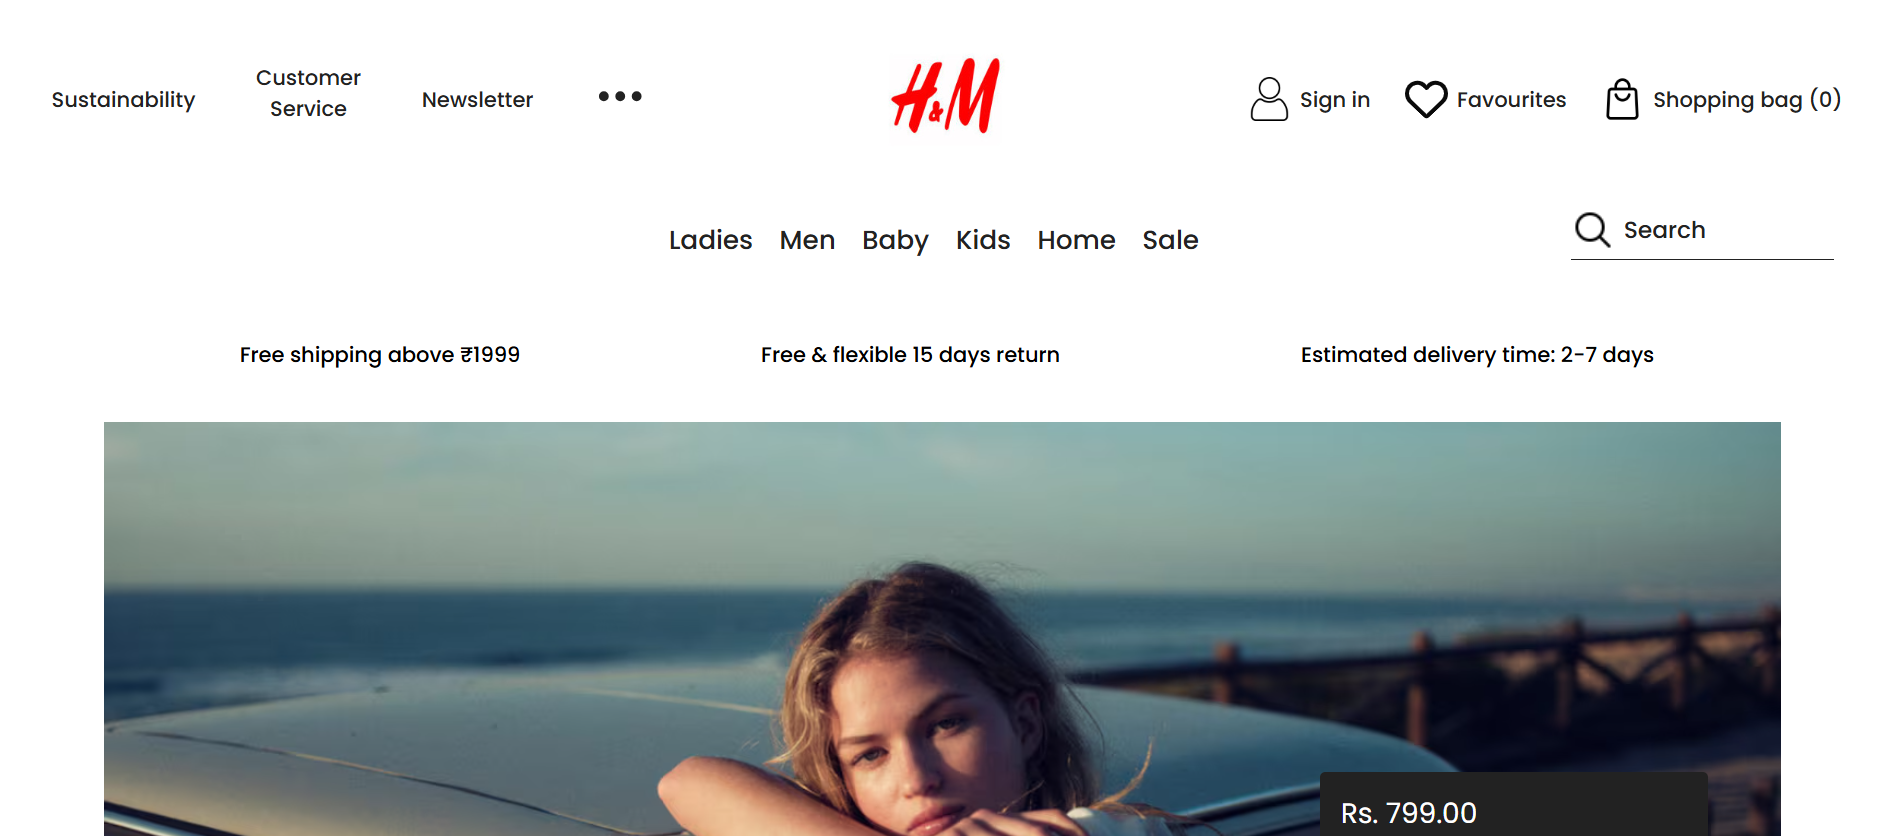 Sustainability
Customer
Service
Newsletter
H&M
Sign in
Favourites
Shopping bag (0)
Ladies
Men
Baby
Kids
Home
Sale
Search
Free shipping above ₹1999
Free & flexible 15 days return
Estimated delivery time: 2-7 days
Rs. 799.00